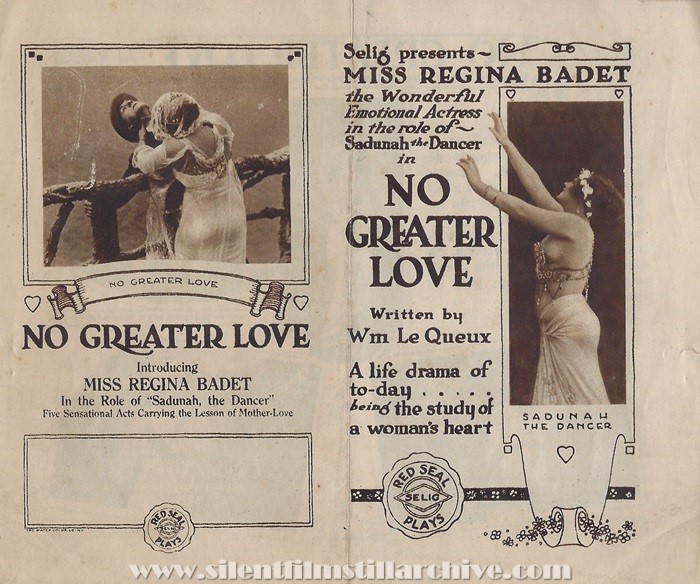 NO GREATER LOVE
NO GREATER LOVE
Introducing
MISS REGINA BADET
In the Role of "Sadunah, the Dancer"
Five Sensational Acts Carrying the Lesson of Mother-Love
RED SEAL
SELIG
PLAYS
Selig presents~
MISS REGINA BADET
the Wonderful
Emotional Actress
in the role of~
Sadunah the Dancer
in
NO
GREATER
LOVE
Written by
Wm Le Queux
A life drama of
to-day . . . . .
being the study of
a woman's heart
SADUNAH
THE DANCER
RED SEAL
SELIG
PLAYS
www.silentfilmstillarchive.com